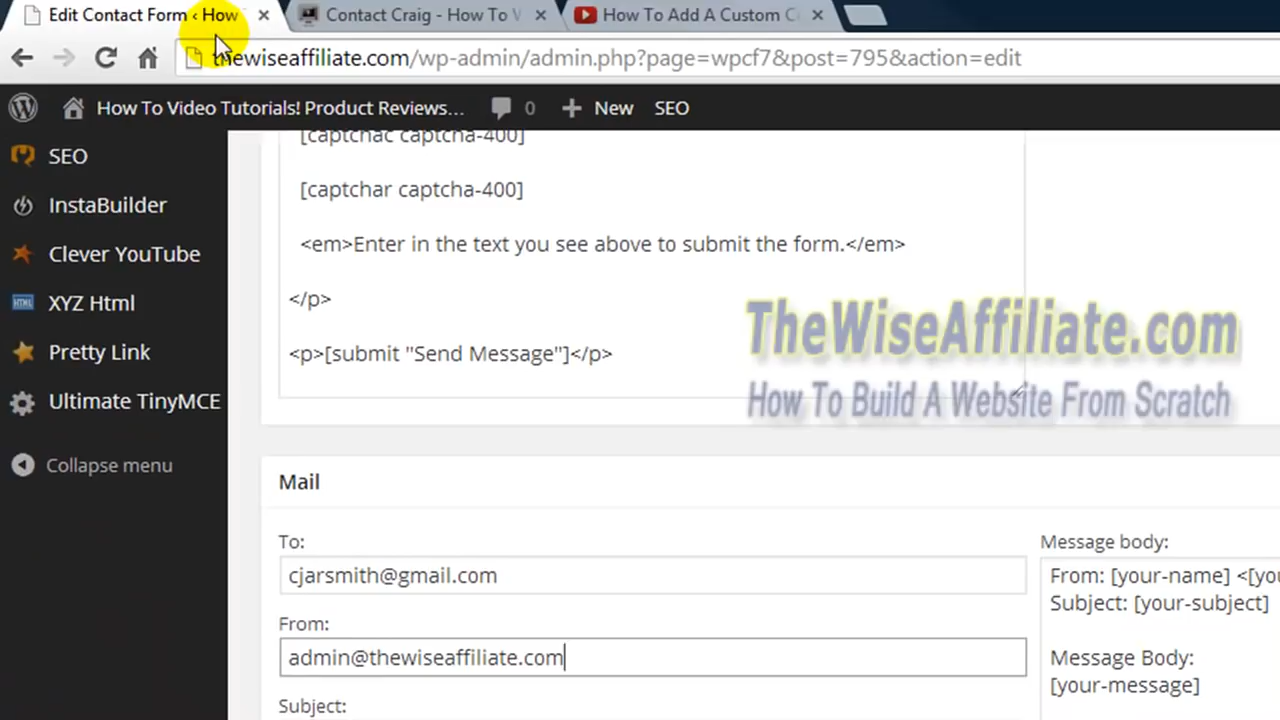 Edit Contact Form ‹ How
Contact Craig - How To
How To Add A Custom
thewiseaffiliate.com/wp-admin/admin.php?page=wpcf7&post=795&action=edit
How To Video Tutorials! Product Reviews... 0 New SEO
SEO
InstaBuilder
Clever YouTube
XYZ Html
Pretty Link
Ultimate TinyMCE
Collapse menu
[captchac captcha-400]
[captchar captcha-400]
<em>Enter in the text you see above to submit the form.</em>
</p>
<p>[submit "Send Message"]</p>
TheWiseAffiliate.com
How To Build A Website From Scratch
Mail
To:
cjarsmith@gmail.com
From:
admin@thewiseaffiliate.com
Subject:
Message body:
From: [your-name] <[you
Subject: [your-subject]
Message Body:
[your-message]